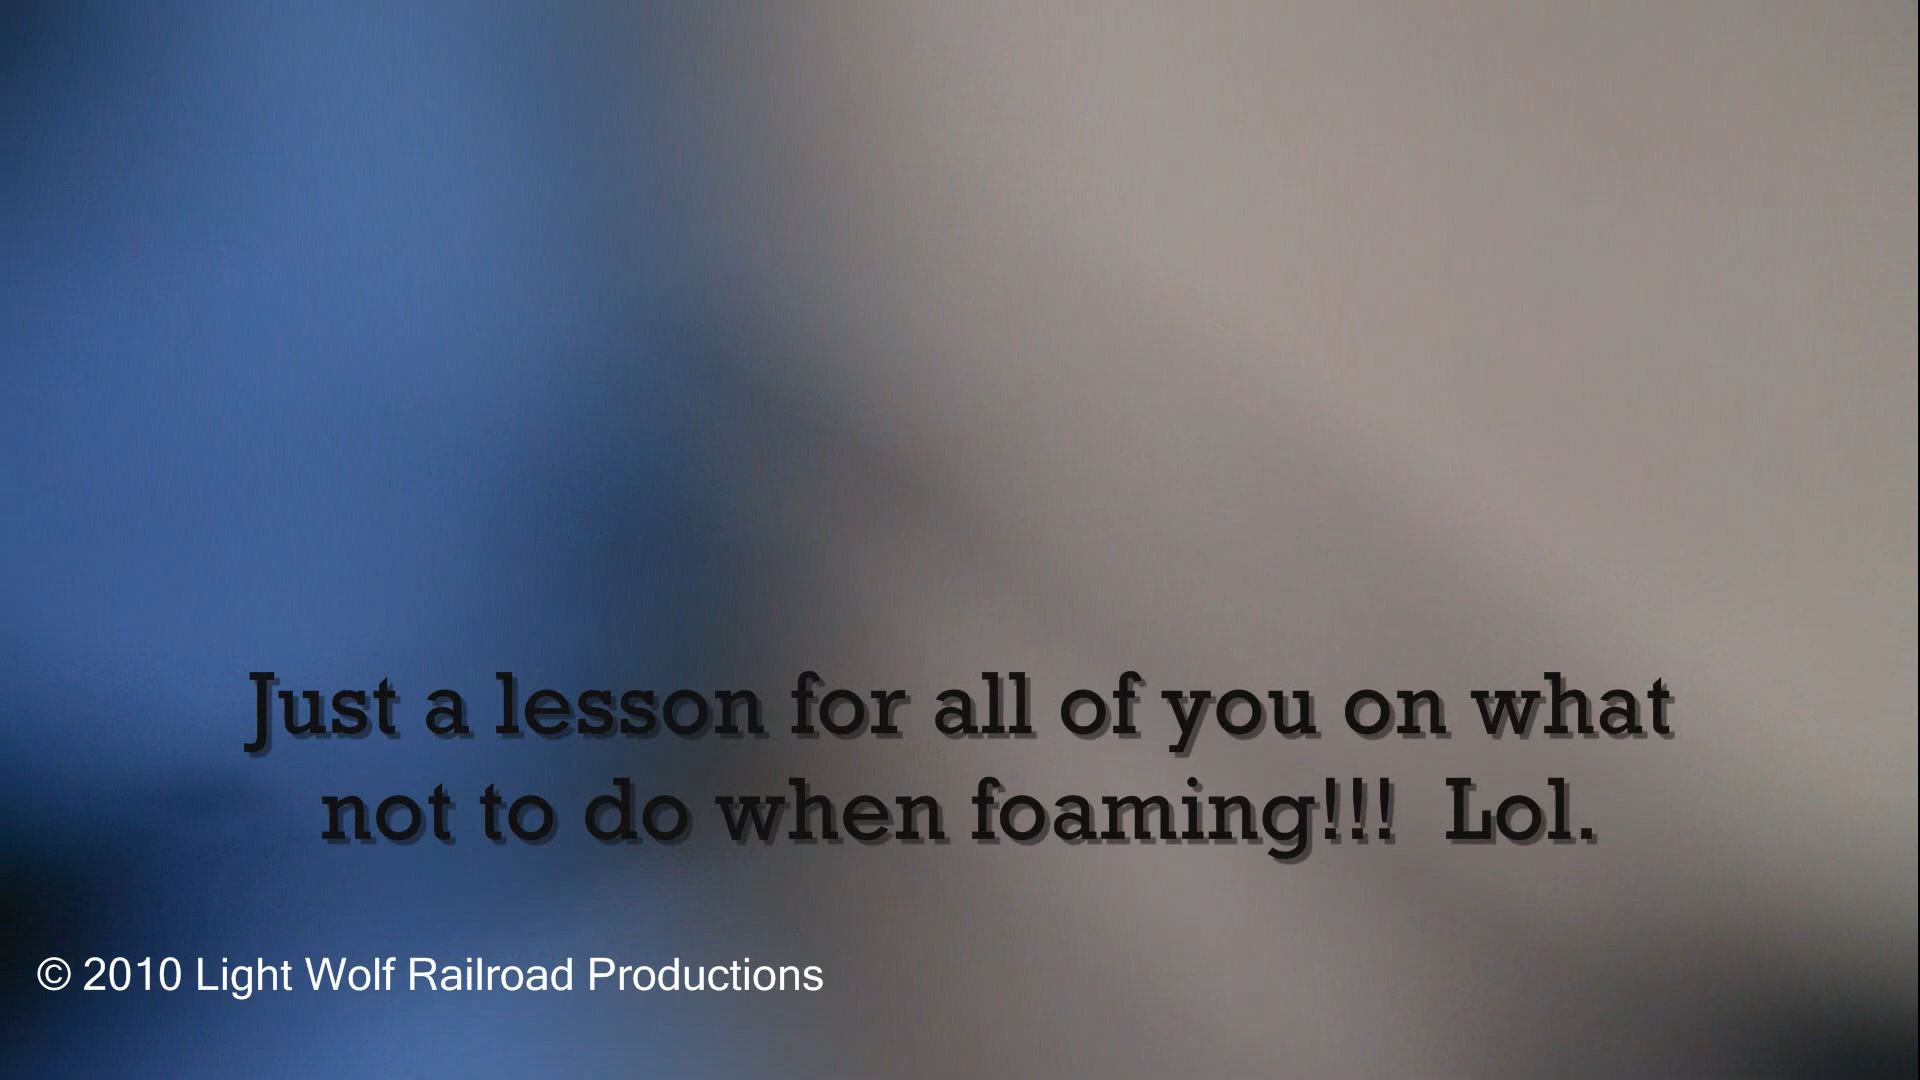 Just a lesson for all of you on what
not to do when foaming!!!  Lol.
© 2010 Light Wolf Railroad Productions